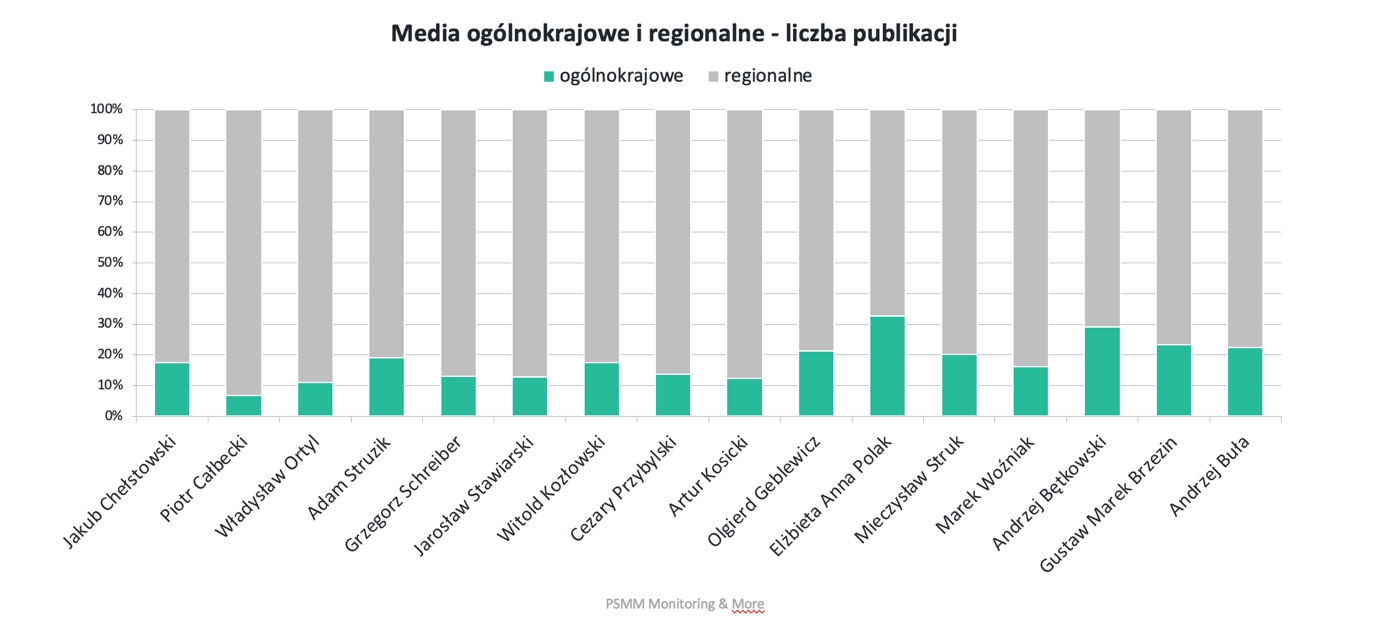 Media ogólnokrajowe i regionalne - liczba publikacji
ogólnokrajowe regionalne
100%
90%
80%
70%
60%
50%
40%
30%
20%
10%
0%
Jakub Chełstowski
Piotr Całbecki
Władysław Ortyl
Adam Struzik
Grzegorz Schreiber
Jarosław Stawiarski
Witold Kozłowski
Cezary Przybylski
Artur Kosicki
Olgierd Geblewicz
Elżbieta Anna Polak
Mieczysław Struk
Marek Woźniak
Andrzej Bętkowski
Gustaw Marek Brzezin
Andrzej Buła
PSMM Monitoring & More